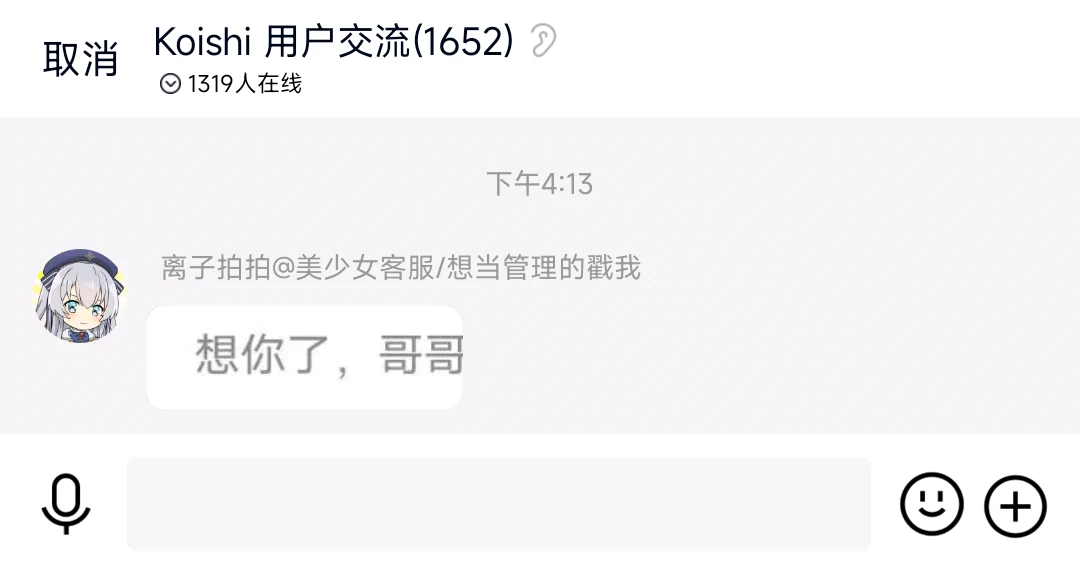 取消
Koishi 用户交流(1652)
1319人在线
下午4:13
离子拍拍@美少女客服/想当管理的戳我
想你了，哥哥